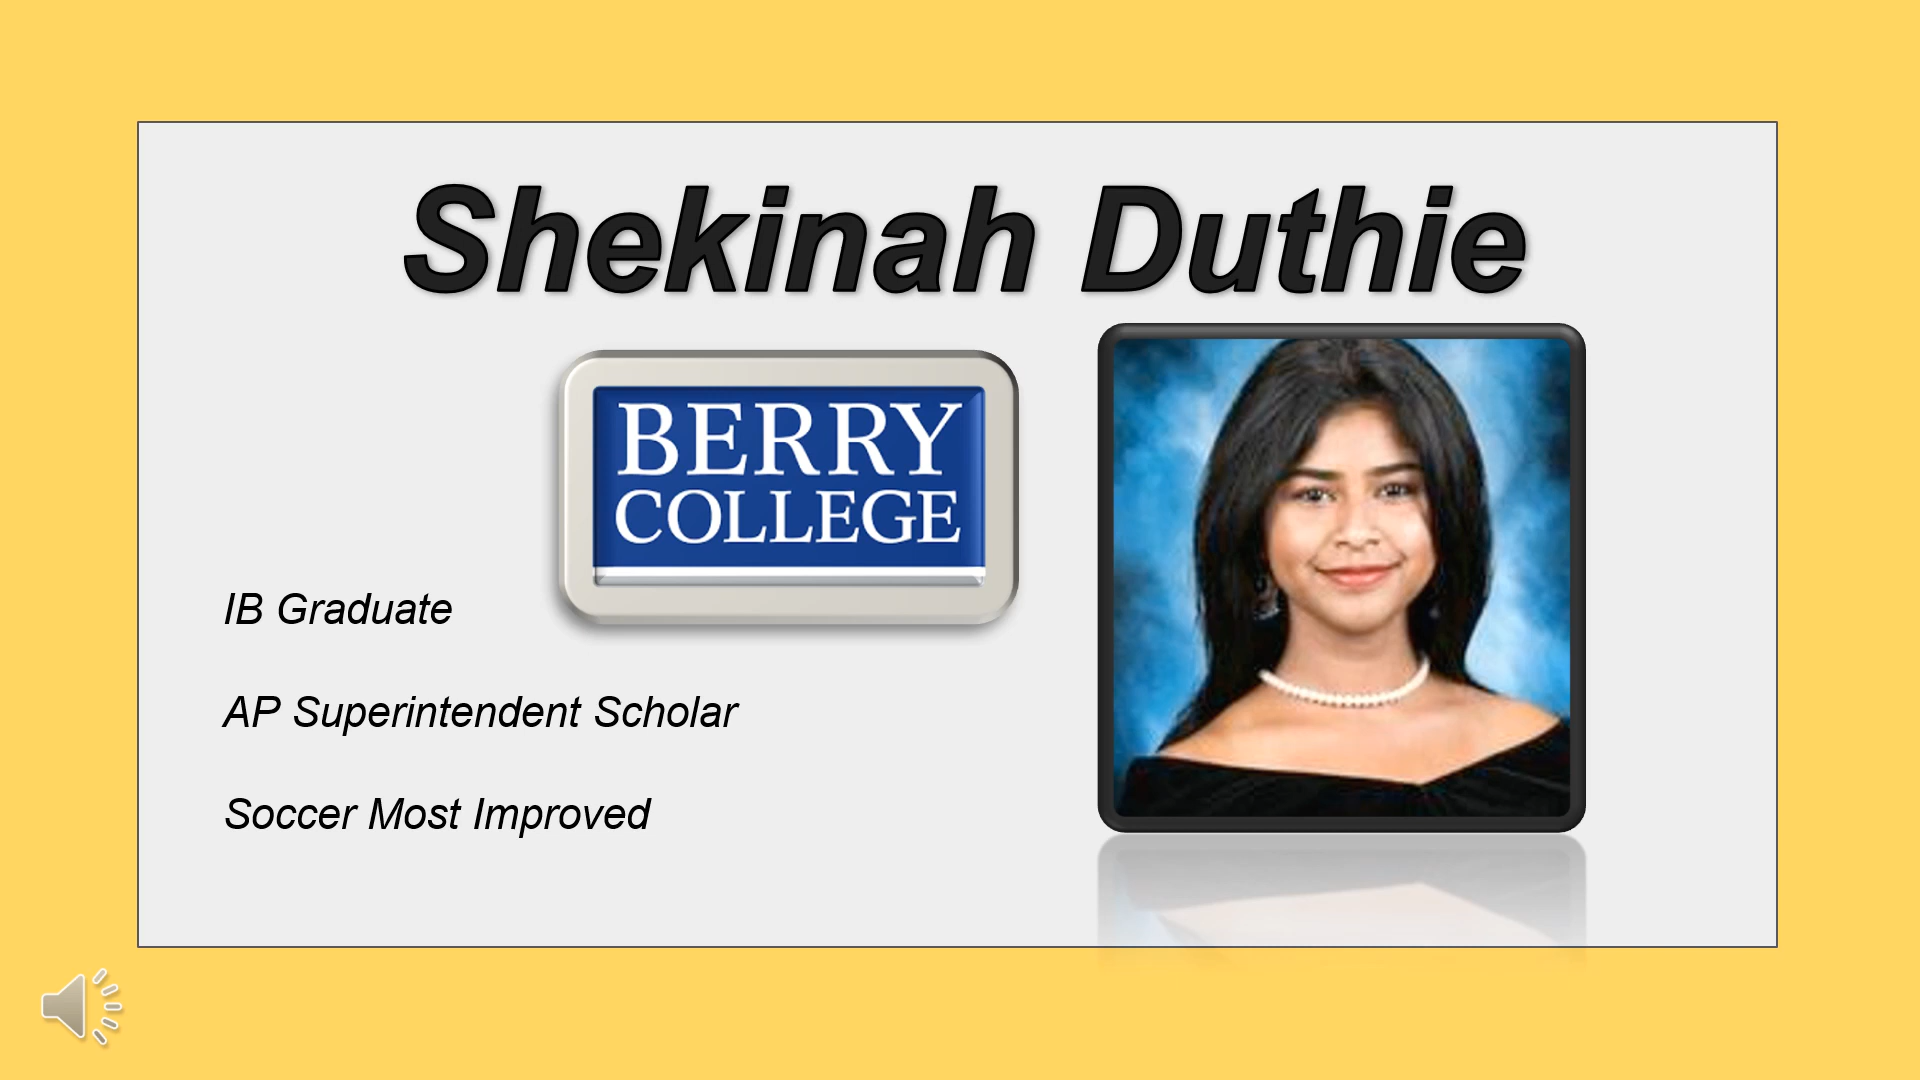 Shekinah Duthie
BERRY
COLLEGE
IB Graduate
AP Superintendent Scholar
Soccer Most Improved